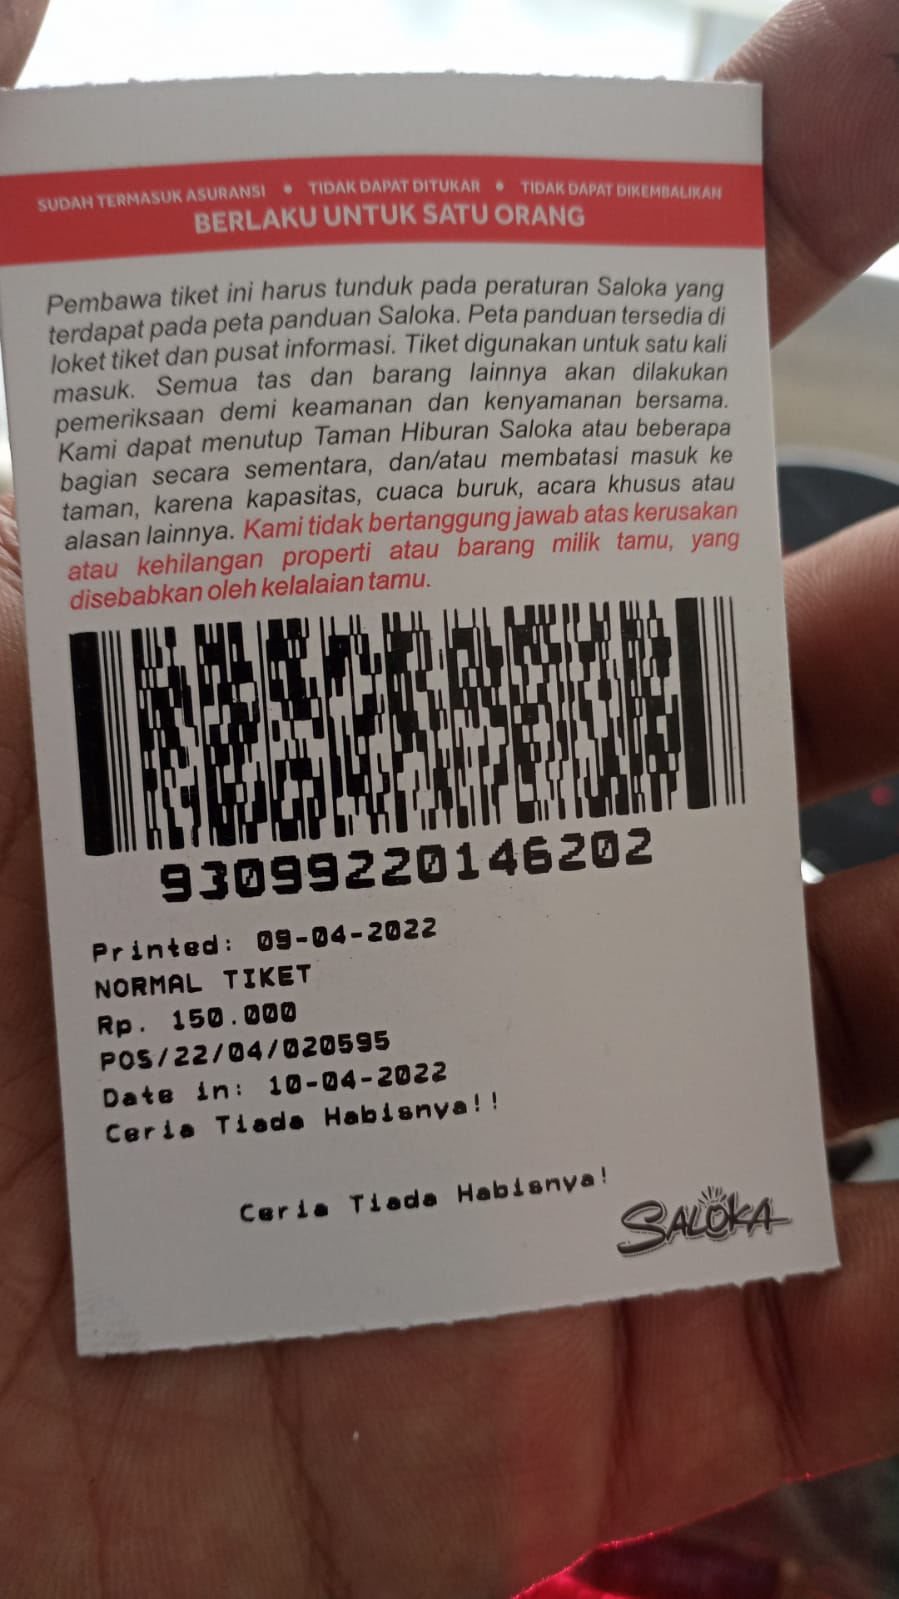 SUDAH TERMASUK ASURANSI • TIDAK DAPAT DITUKAR • TIDAK DAPAT DIKEMBALIKAN
BERLAKU UNTUK SATU ORANG
Pembawa tiket ini harus tunduk pada peraturan Saloka yang
terdapat pada peta panduan Saloka. Peta panduan tersedia di
loket tiket dan pusat informasi. Tiket digunakan untuk satu kali
masuk. Semua tas dan barang lainnya akan dilakukan
pemeriksaan demi keamanan dan kenyamanan bersama.
Kami dapat menutup Taman Hiburan Saloka atau beberapa
bagian secara sementara, dan/atau membatasi masuk ke
taman, karena kapasitas, cuaca buruk, acara khusus atau
alasan lainnya. Kami tidak bertanggung jawab atas kerusakan
atau kehilangan properti atau barang milik tamu, yang
disebabkan oleh kelalaian tamu.
93099220146202
Printed: 09-04-2022
NORMAL TIKET
Rp. 150.000
POS/22/04/020595
Date in: 10-04-2022
Ceria Tiada Habisnya!!
Ceria Tiada Habisnya!
SALOKA